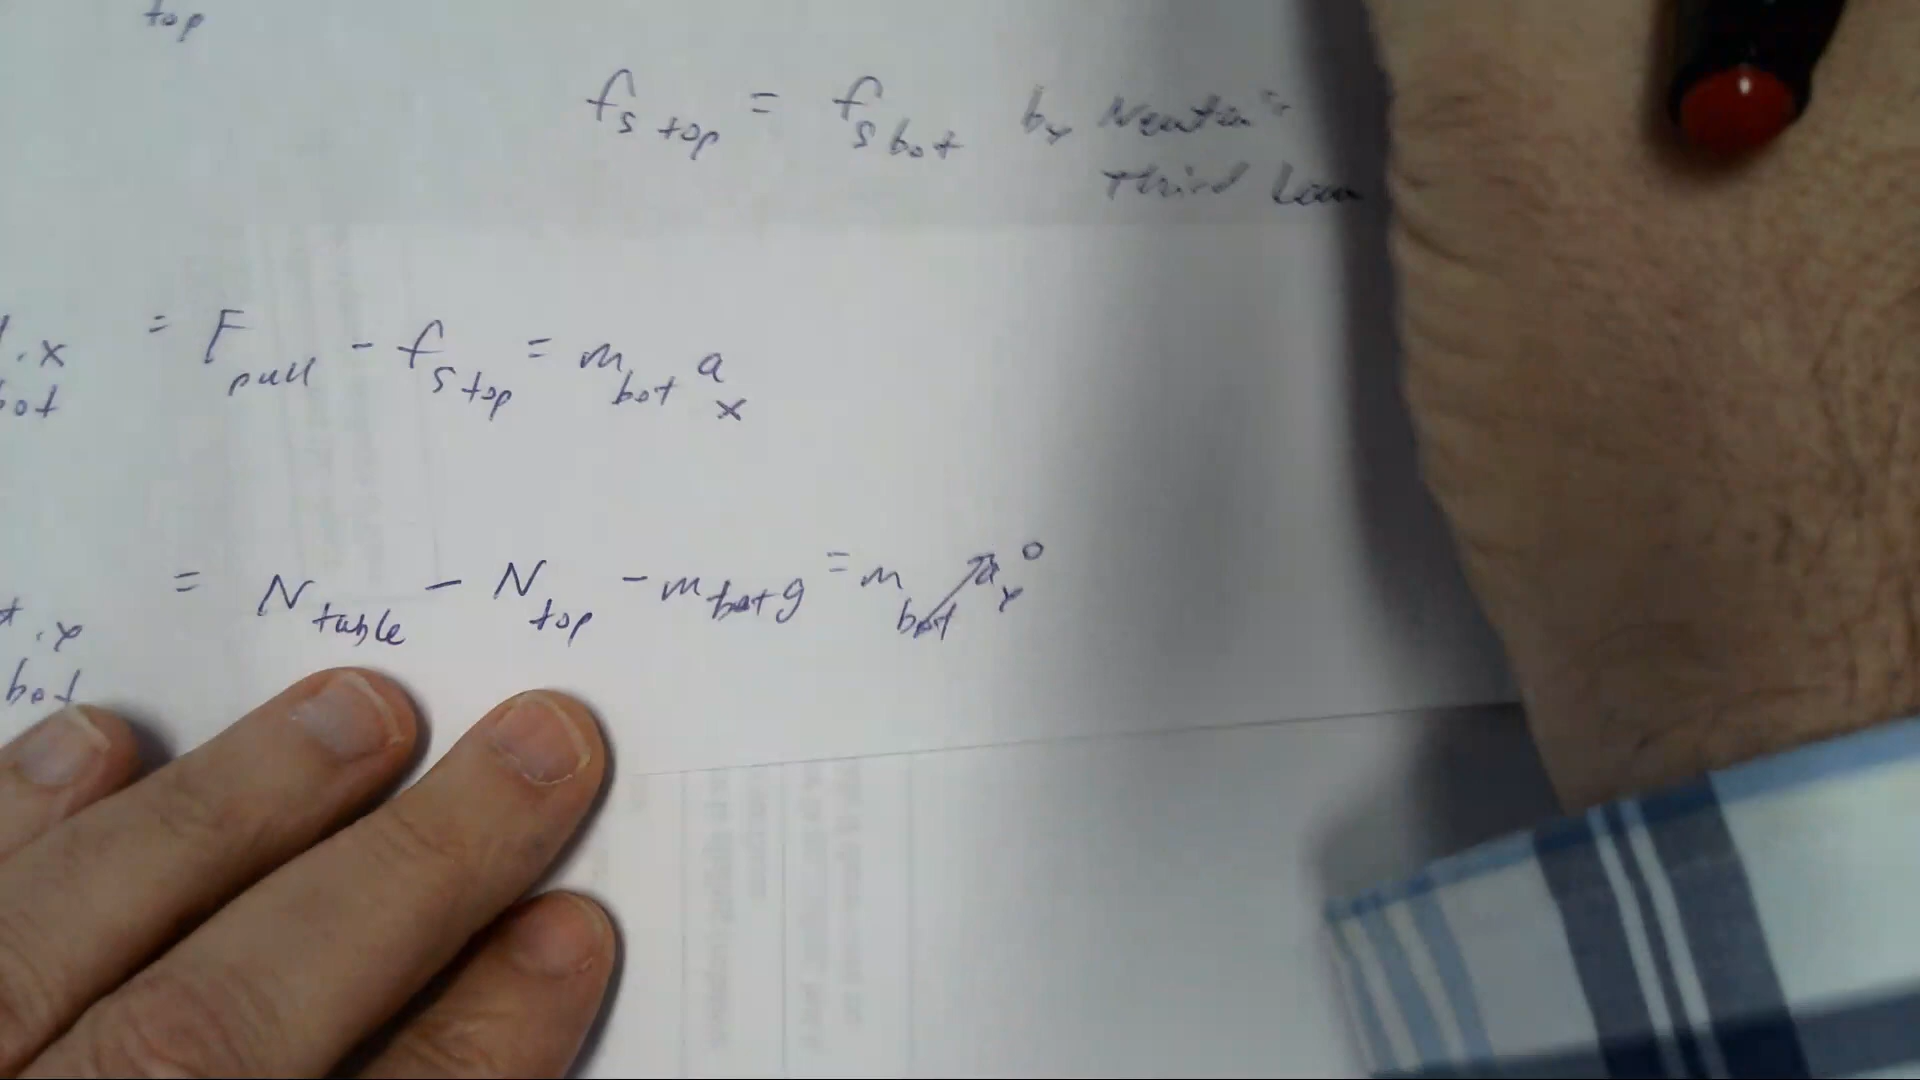 top
f_s top = f_s bot by Newton's
Third Law
.x = F_pull - f_s top = m_bot a_x
bot
= N_table - N_top - m_bot g = m_bot a_y 0
.y
bot